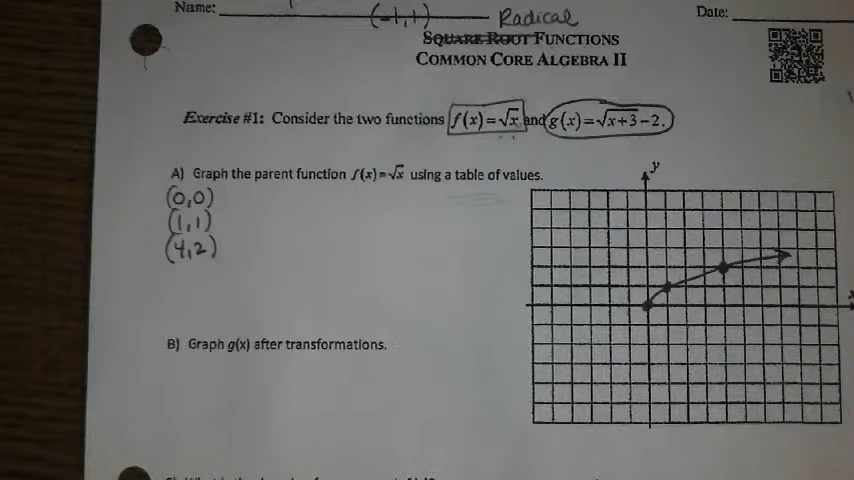 Name: (-1,1) Radical Date:
SQUARE ROOT FUNCTIONS
COMMON CORE ALGEBRA II
Exercise #1: Consider the two functions f(x)=√x and g(x)=√x+3-2.
A) Graph the parent function f(x)=√x using a table of values.
y
(0,0)
(1,1)
(4,2)
x
B) Graph g(x) after transformations.